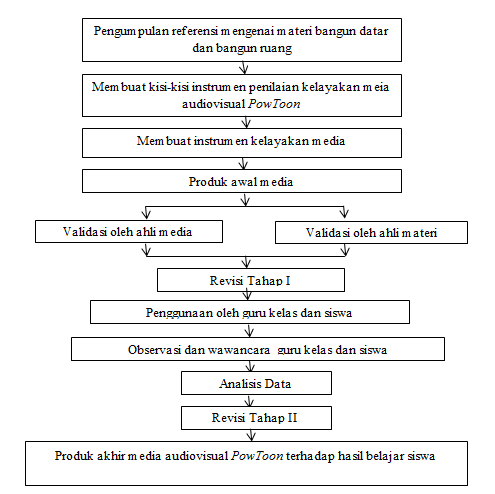 Pengumpulan referensi mengenai materi bangun datar
dan bangun ruang
Membuat kisi-kisi instrumen penilaian kelayakan meia
audiovisual PowToon
Membuat instrumen kelayakan media
Produk awal media
Validasi oleh ahli media
Validasi oleh ahli materi
Revisi Tahap I
Penggunaan oleh guru kelas dan siswa
Observasi dan wawancara guru kelas dan siswa
Analisis Data
Revisi Tahap II
Produk akhir media audiovisual PowToon terhadap hasil belajar siswa